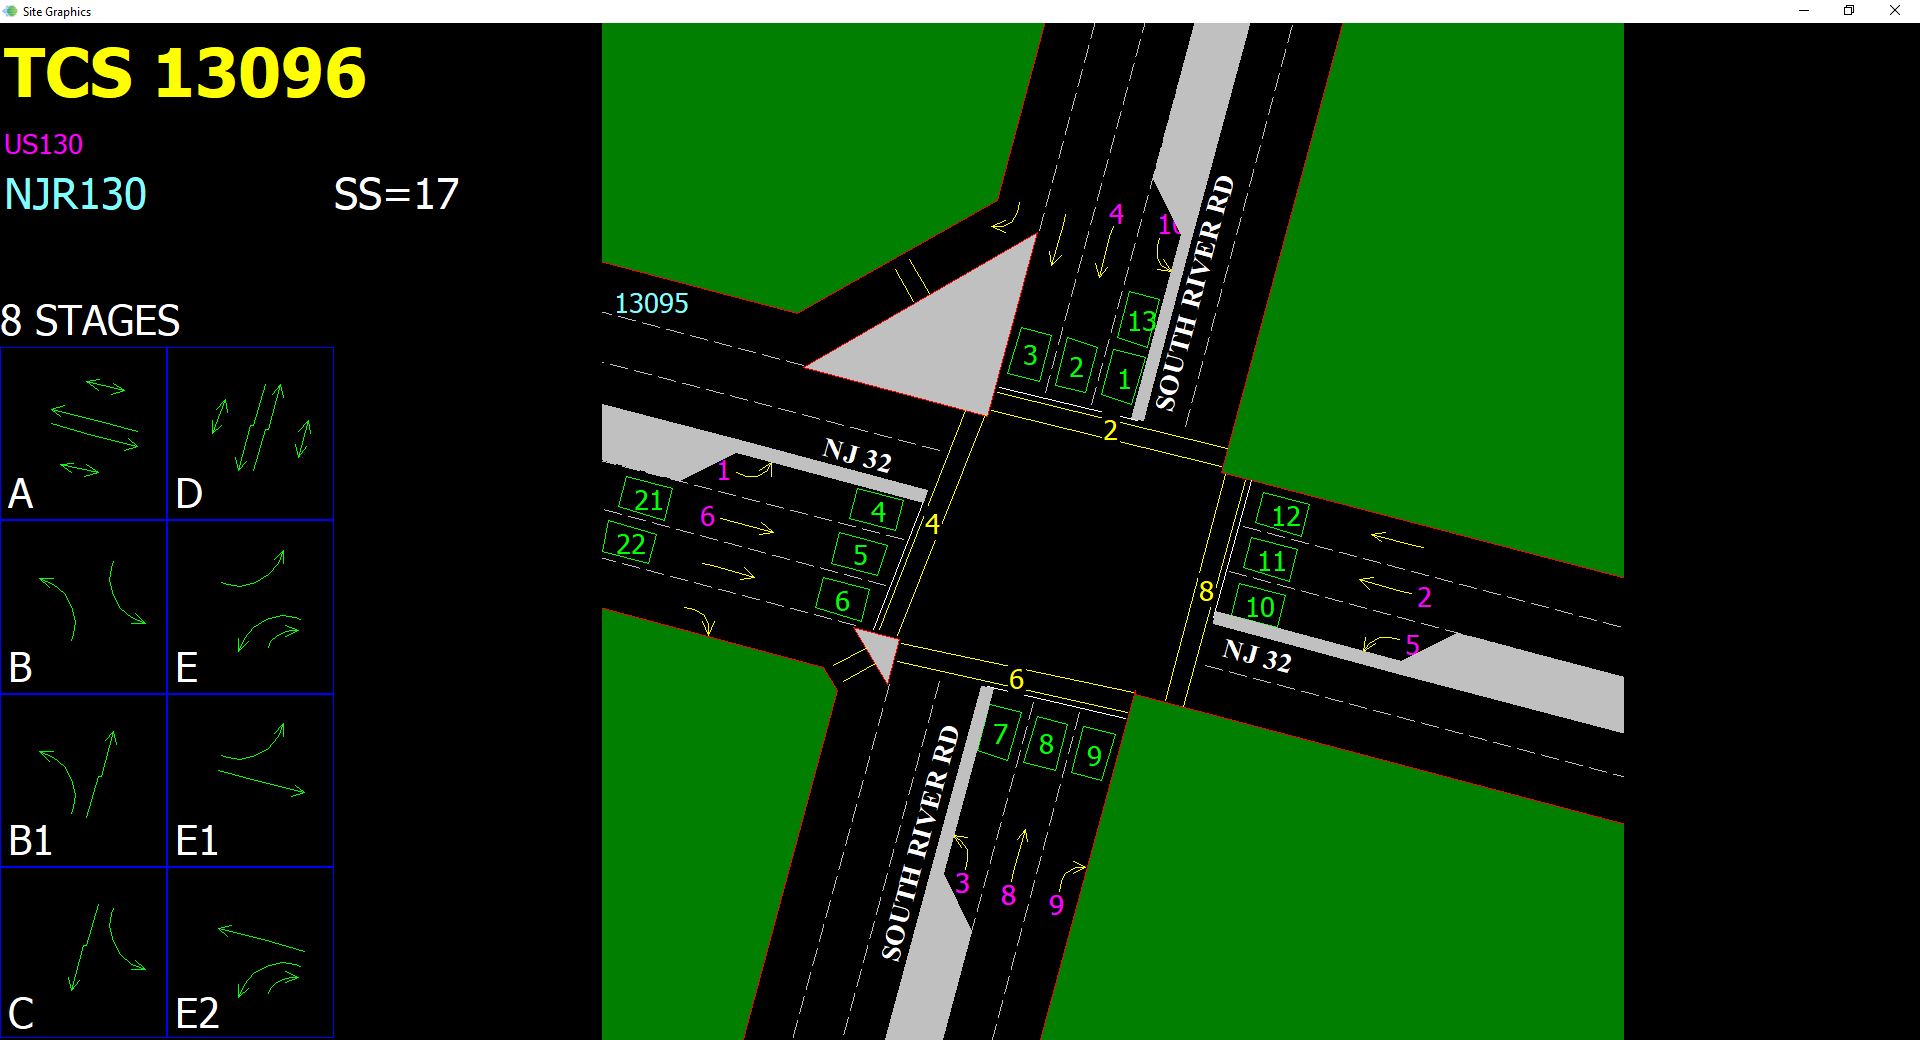 Site Graphics
TCS 13096
US130
NJR130 SS=17
8 STAGES
A D
B E
B1 E1
C E2
13095
4
SOUTH RIVER RD
13
3 2 1
2
NJ 32
1
21 6 4
22 5
6
4
12
11
10
8
2
5
NJ 32
6
7 8 9
SOUTH RIVER RD
3 8 9